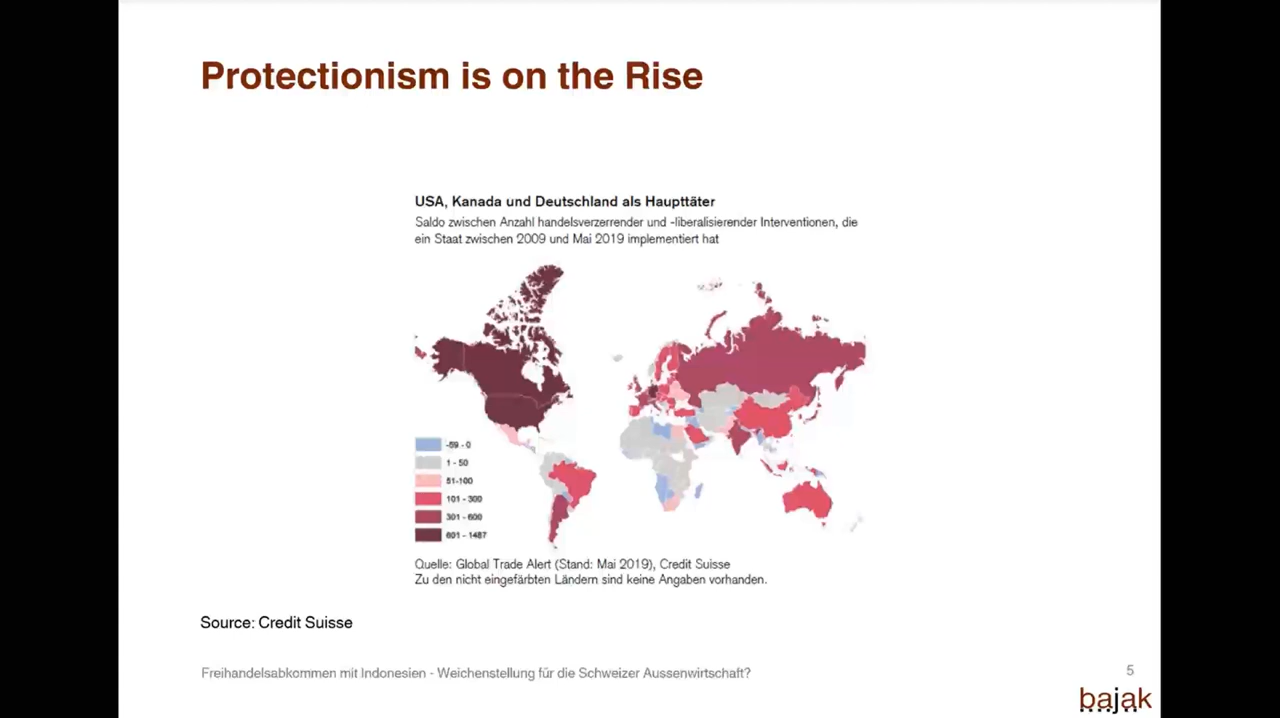 Protectionism is on the Rise
USA, Kanada und Deutschland als Haupttäter
Saldo zwischen Anzahl handelsverzerrender und -liberalisierender Interventionen, die
ein Staat zwischen 2009 und Mai 2019 implementiert hat
-59 - 0
1 - 50
51-100
101 - 300
301 - 600
601 - 1487
Quelle: Global Trade Alert (Stand: Mai 2019), Credit Suisse
Zu den nicht eingefärbten Ländern sind keine Angaben vorhanden.
Source: Credit Suisse
Freihandelsabkommen mit Indonesien - Weichenstellung für die Schweizer Aussenwirtschaft?
5
bajak